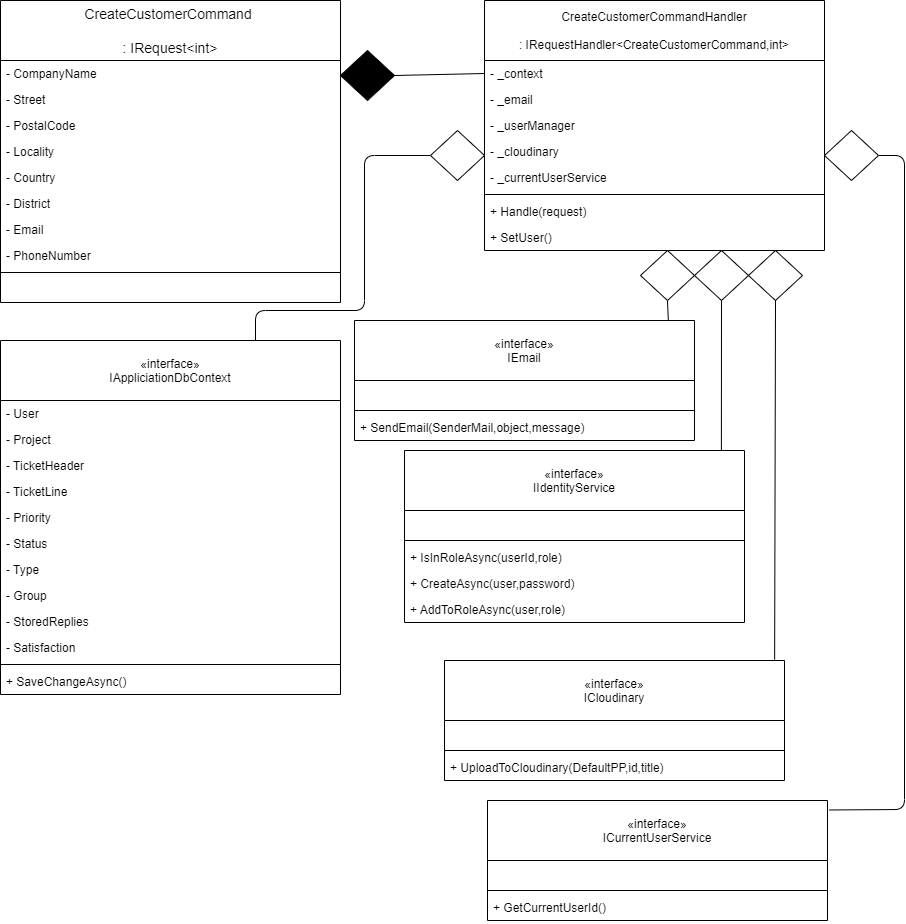 CreateCustomerCommand
: IRequest<int>
- CompanyName
- Street
- PostalCode
- Locality
- Country
- District
- Email
- PhoneNumber
CreateCustomerCommandHandler
: IRequestHandler<CreateCustomerCommand,int>
- _context
- _email
- _userManager
- _cloudinary
- _currentUserService
+ Handle(request)
+ SetUser()
«interface»
IAppliciationDbContext
- User
- Project
- TicketHeader
- TicketLine
- Priority
- Status
- Type
- Group
- StoredReplies
- Satisfaction
+ SaveChangeAsync()
«interface»
IEmail
+ SendEmail(SenderMail,object,message)
«interface»
IIdentityService
+ IsInRoleAsync(userId,role)
+ CreateAsync(user,password)
+ AddToRoleAsync(user,role)
«interface»
ICloudinary
+ UploadToCloudinary(DefaultPP,id,title)
«interface»
ICurrentUserService
+ GetCurrentUserId()